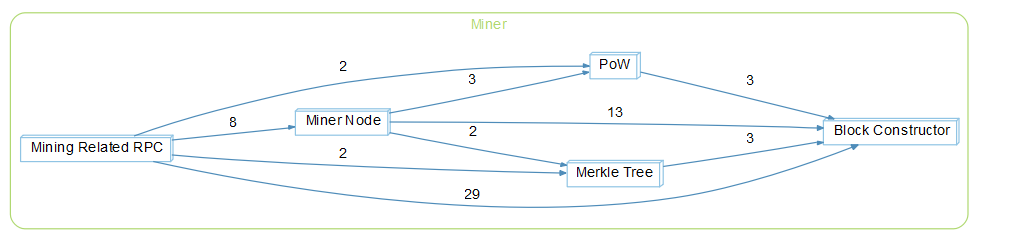 Miner
2
PoW
3
3
8
Miner Node
13
Block Constructor
2
Mining Related RPC
2
3
Merkle Tree
29